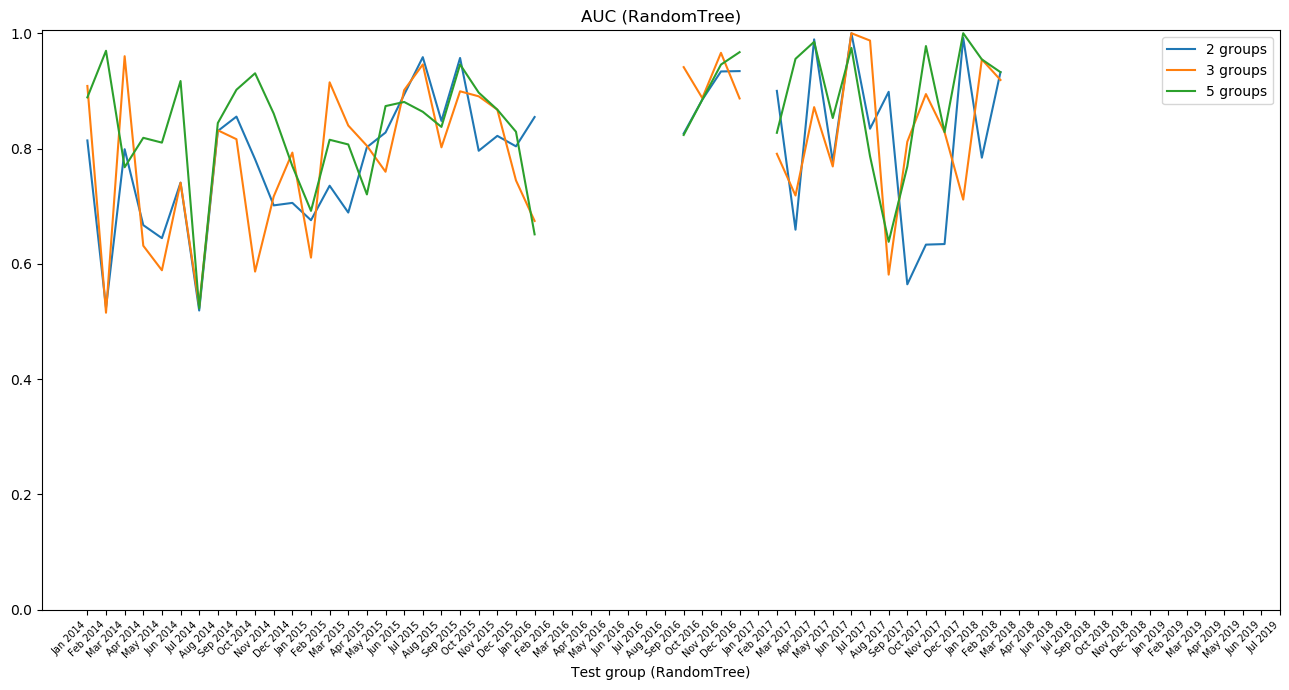 AUC (RandomTree)
2 groups
3 groups
5 groups
1.0
0.8
0.6
0.4
0.2
0.0
Jan 2014
Feb 2014
Mar 2014
Apr 2014
May 2014
Jun 2014
Jul 2014
Aug 2014
Sep 2014
Oct 2014
Nov 2014
Dec 2014
Jan 2015
Feb 2015
Mar 2015
Apr 2015
May 2015
Jun 2015
Jul 2015
Aug 2015
Sep 2015
Oct 2015
Nov 2015
Dec 2015
Jan 2016
Feb 2016
Mar 2016
Apr 2016
May 2016
Jun 2016
Jul 2016
Aug 2016
Sep 2016
Oct 2016
Nov 2016
Dec 2016
Jan 2017
Feb 2017
Mar 2017
Apr 2017
May 2017
Jun 2017
Jul 2017
Aug 2017
Sep 2017
Oct 2017
Nov 2017
Dec 2017
Jan 2018
Feb 2018
Mar 2018
Apr 2018
May 2018
Jun 2018
Jul 2018
Aug 2018
Sep 2018
Oct 2018
Nov 2018
Dec 2018
Jan 2019
Feb 2019
Mar 2019
Apr 2019
May 2019
Jun 2019
Jul 2019
Test group (RandomTree)